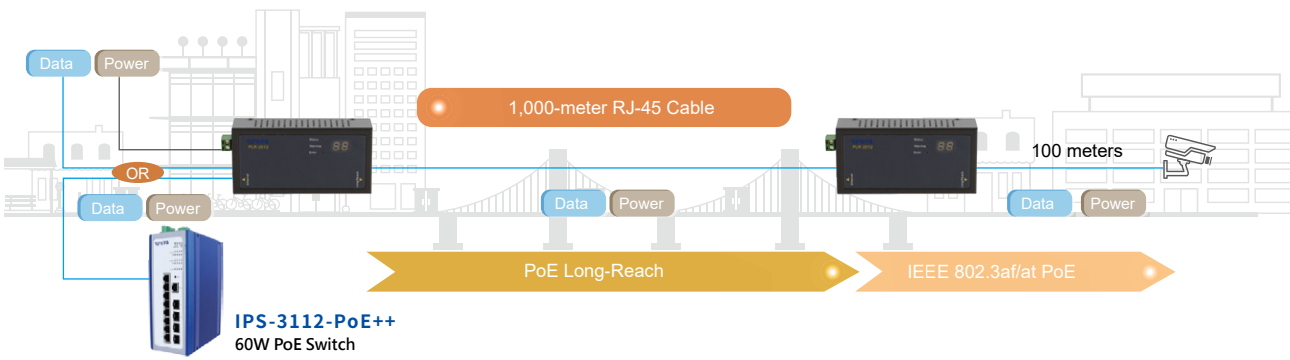 Data
Power
1,000-meter RJ-45 Cable
100 meters
OR
Data
Power
Data
Power
Data
Power
PoE Long-Reach
IEEE 802.3af/at PoE
IPS-3112-PoE++
60W PoE Switch